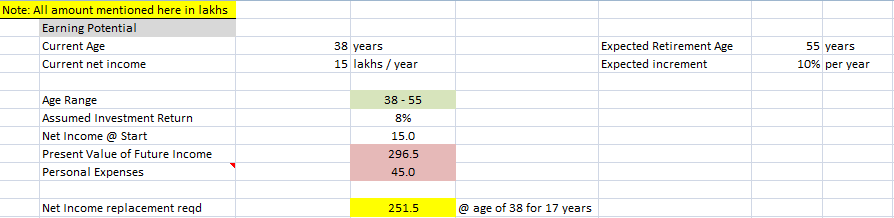 Note: All amount mentioned here in lakhs
Earning Potential
Current Age 38 years Expected Retirement Age 55 years
Current net income 15 lakhs / year Expected increment 10% per year
Age Range 38 - 55
Assumed Investment Return 8%
Net Income @ Start 15.0
Present Value of Future Income 296.5
Personal Expenses 45.0
Net Income replacement reqd 251.5 @ age of 38 for 17 years